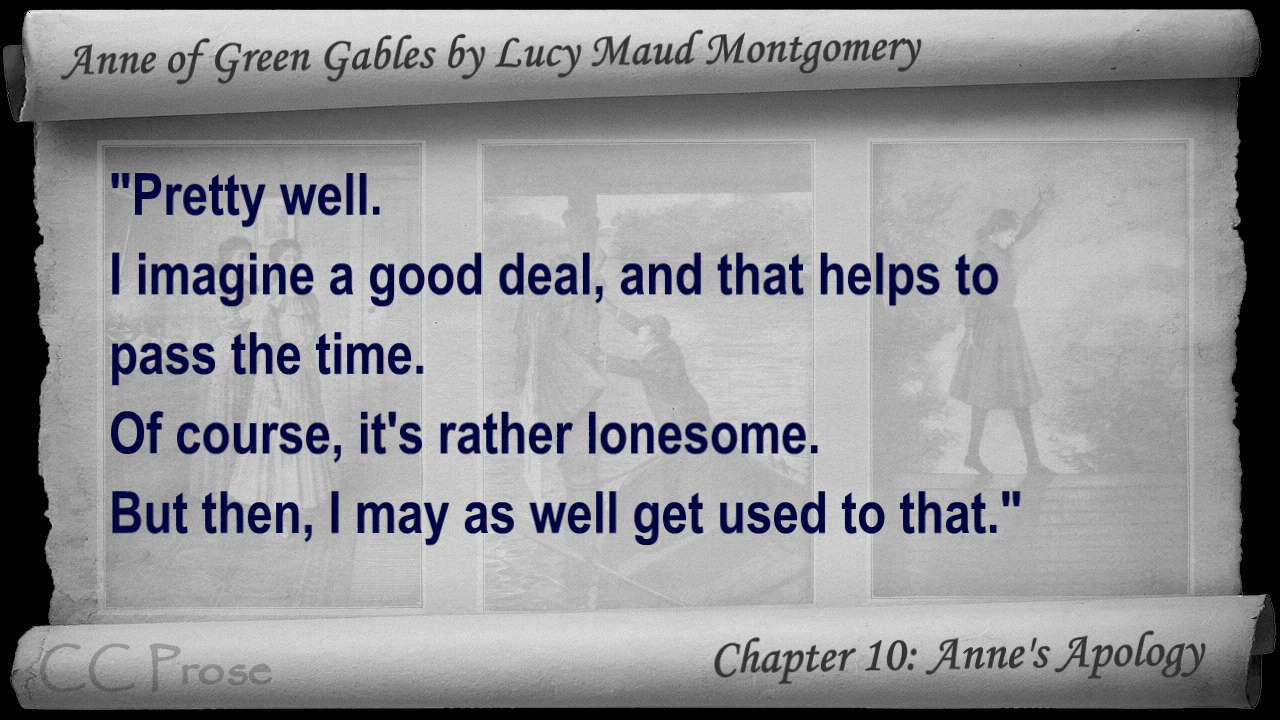 Anne of Green Gables by Lucy Maud Montgomery
"Pretty well.
I imagine a good deal, and that helps to
pass the time.
Of course, it's rather lonesome.
But then, I may as well get used to that."
CC Prose
Chapter 10: Anne's Apology